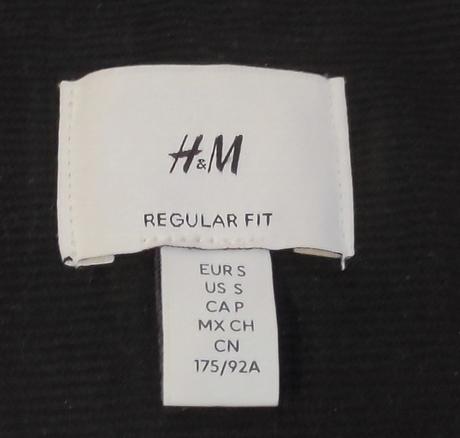 H&M
REGULAR FIT
EUR S
US S
CA P
MX CH
CN
175/92A